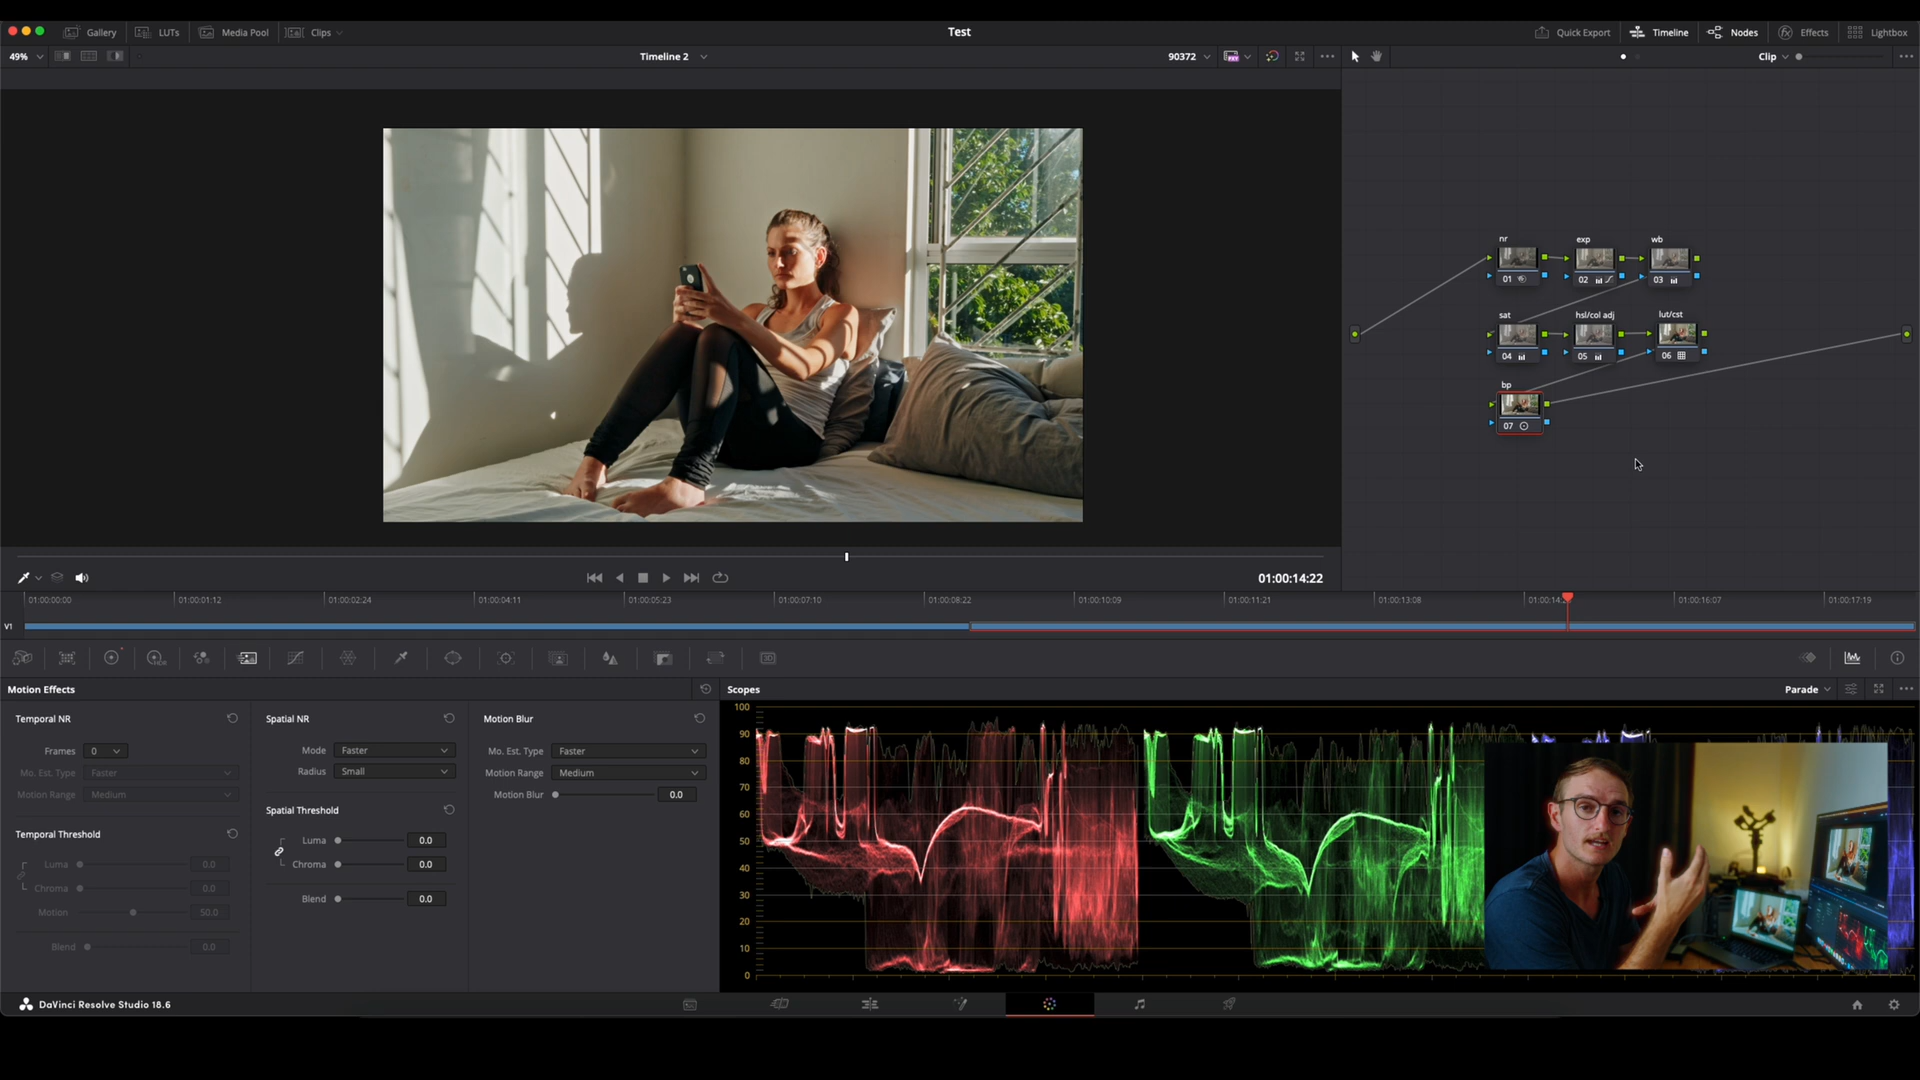 Gallery LUTs Media Pool Clips Test Quick Export Timeline Nodes Effects Lightbox
49% Timeline 2 90372 Clip
nr exp wb
01 02 03
sat hsl/col adj lut/cst
04 05 06
bp
07
01:00:14:22
01:00:00:00 01:00:01:12 01:00:02:24 01:00:04:11 01:00:05:23 01:00:07:10 01:00:08:22 01:00:10:09 01:00:11:21 01:00:13:08 01:00:16:07 01:00:17:19
V1
HDR
3D
Motion Effects
Temporal NR
Frames 0
Mo. Est. Type Faster
Motion Range Medium
Temporal Threshold
Luma 0.0
Chroma 0.0
Motion 50.0
Blend 0.0
Spatial NR
Mode Faster
Radius Small
Spatial Threshold
Luma 0.0
Chroma 0.0
Blend 0.0
Motion Blur
Mo. Est. Type Faster
Motion Range Medium
Motion Blur 0.0
Scopes Parade
100
90
80
70
60
50
40
30
20
10
0
DaVinci Resolve Studio 18.6